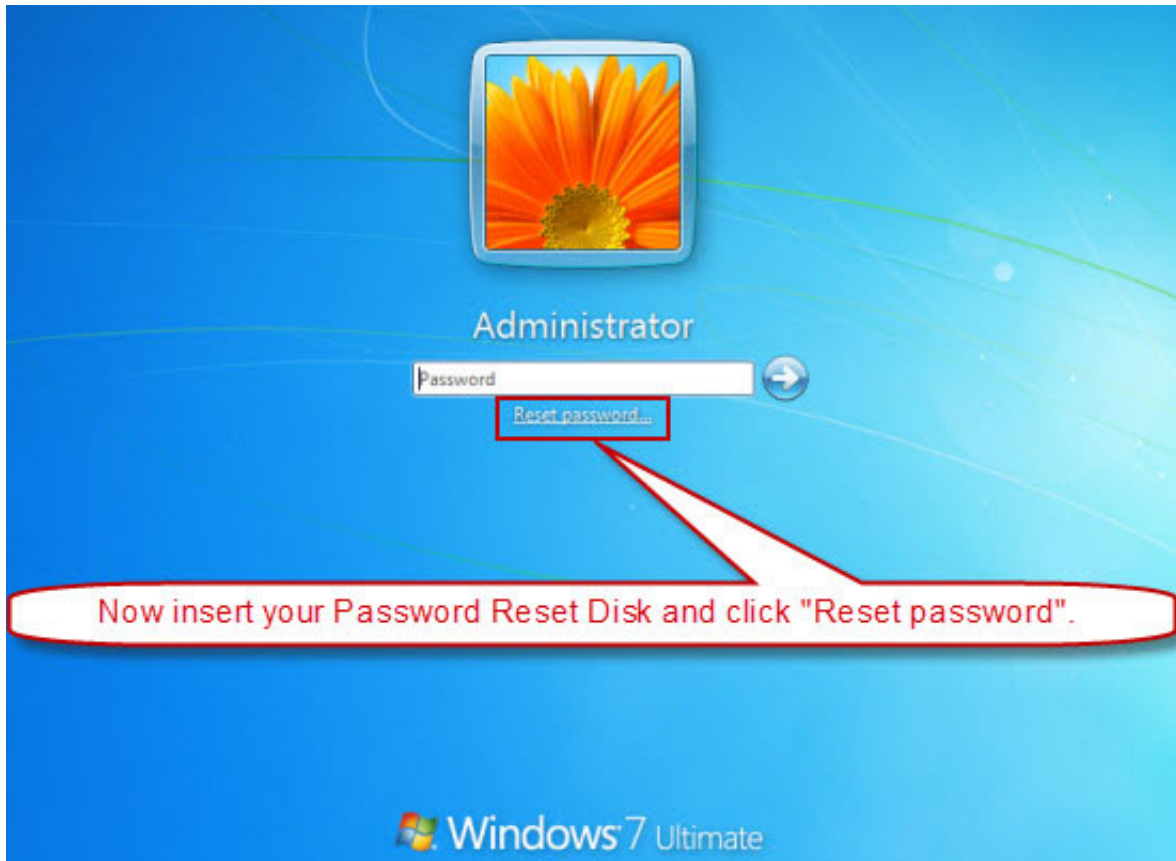 Administrator
Password
Reset password...
Now insert your Password Reset Disk and click "Reset password".
Windows 7 Ultimate